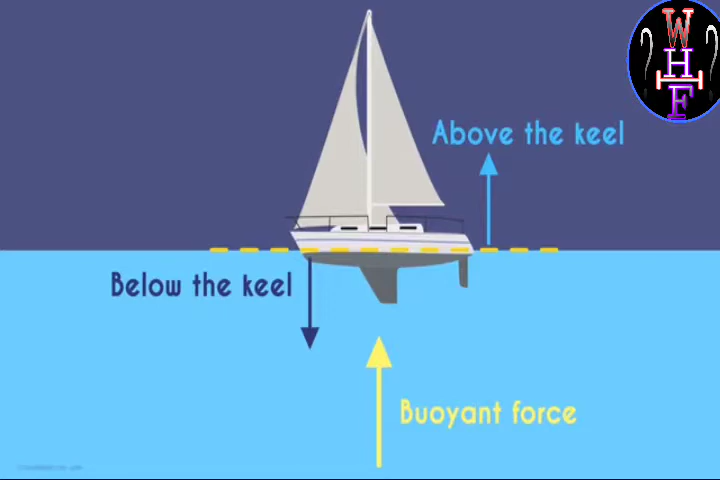 W
H
F
Above the keel
Below the keel
Buoyant force